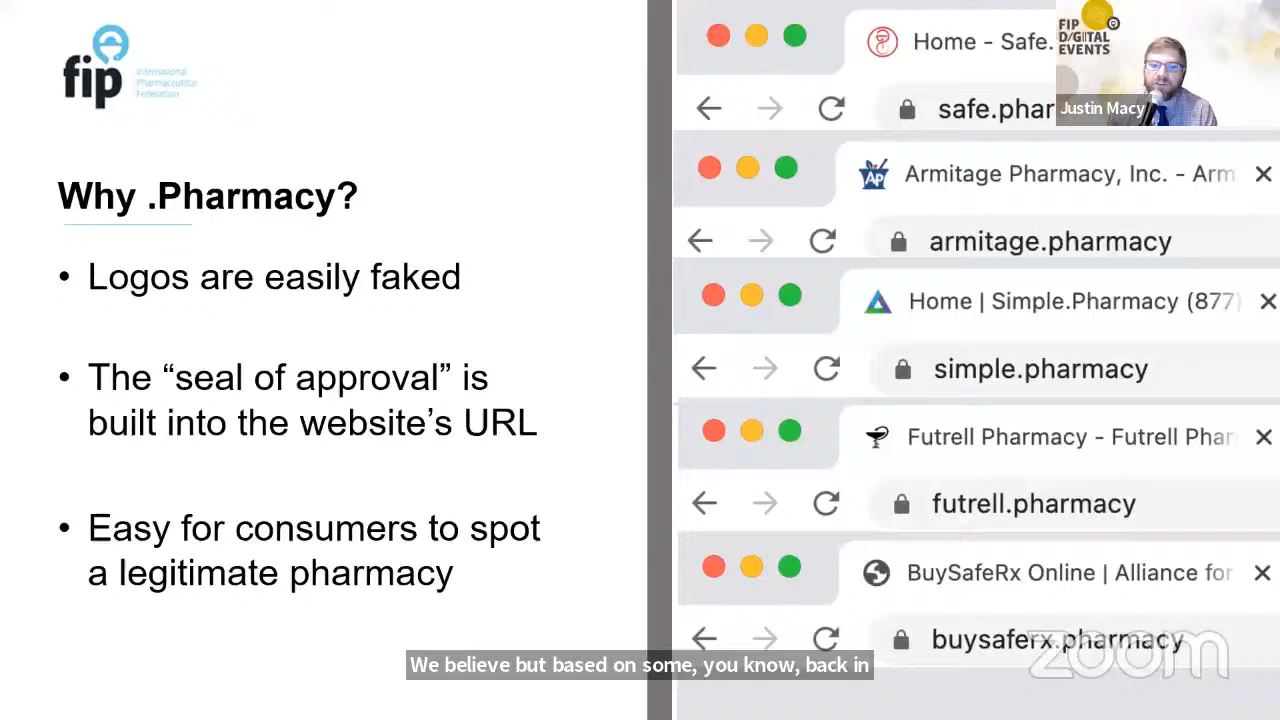 fip
International
Pharmaceutical
Federation
Why .Pharmacy?
• Logos are easily faked
• The “seal of approval” is
built into the website’s URL
• Easy for consumers to spot
a legitimate pharmacy
Home - Safe.
safe.phar
FIP
DIGITAL
EVENTS
Justin Macy
AP
Armitage Pharmacy, Inc. - Arm
armitage.pharmacy
Home | Simple.Pharmacy (877)
simple.pharmacy
Futrell Pharmacy - Futrell Phar
futrell.pharmacy
BuySafeRx Online | Alliance for
buysaferx.pharmacy
zoom
We believe but based on some, you know, back in